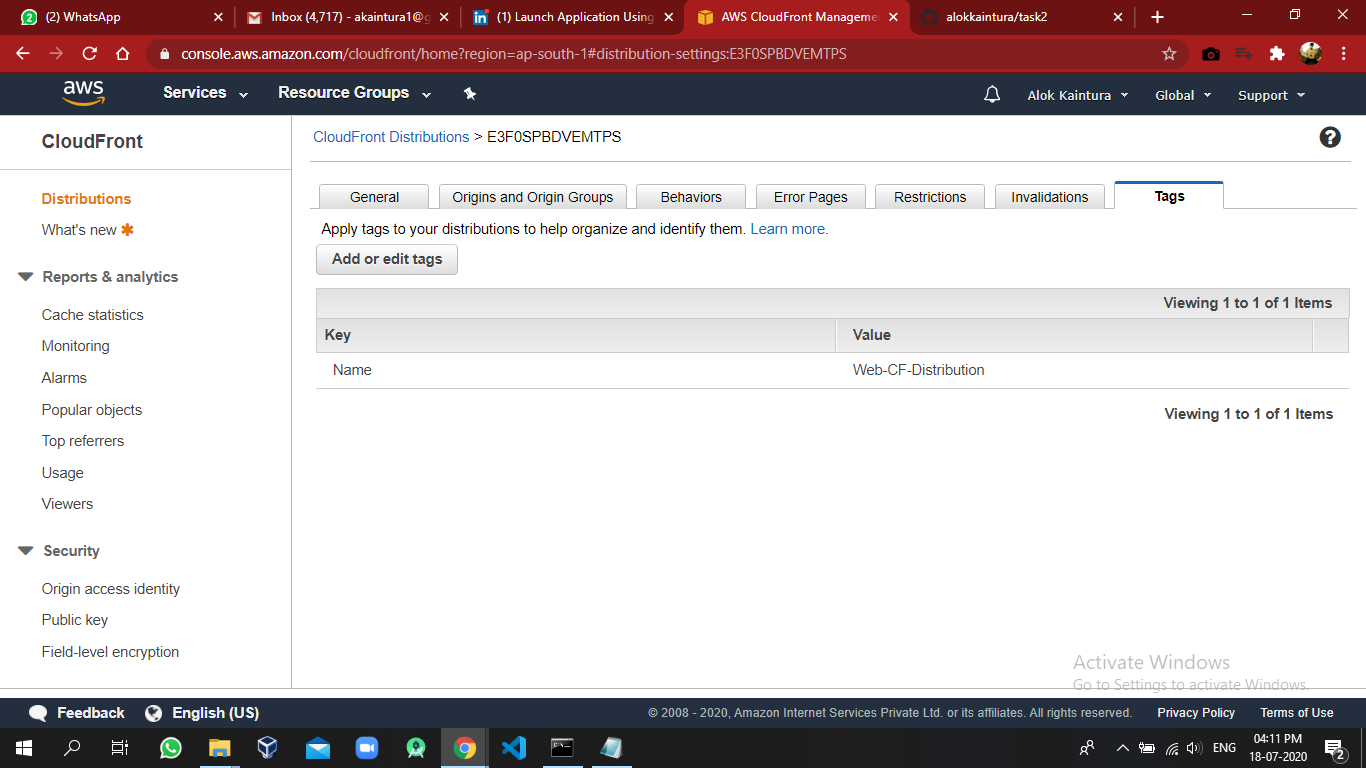 (2) WhatsApp
Inbox (4,717) - akaintura1@g
(1) Launch Application Using
AWS CloudFront Manageme
alokkaintura/task2
console.aws.amazon.com/cloudfront/home?region=ap-south-1#distribution-settings:E3F0SPBDVEMTPS
aws
Services
Resource Groups
Alok Kaintura
Global
Support
CloudFront
Distributions
What's new
Reports & analytics
Cache statistics
Monitoring
Alarms
Popular objects
Top referrers
Usage
Viewers
Security
Origin access identity
Public key
Field-level encryption
CloudFront Distributions > E3F0SPBDVEMTPS
General
Origins and Origin Groups
Behaviors
Error Pages
Restrictions
Invalidations
Tags
Apply tags to your distributions to help organize and identify them. Learn more.
Add or edit tags
Viewing 1 to 1 of 1 Items
Key
Value
Name
Web-CF-Distribution
Viewing 1 to 1 of 1 Items
Activate Windows
Go to Settings to activate Windows.
Feedback
English (US)
© 2008 - 2020, Amazon Internet Services Private Ltd. or its affiliates. All rights reserved.
Privacy Policy
Terms of Use
ENG
04:11 PM
18-07-2020
2